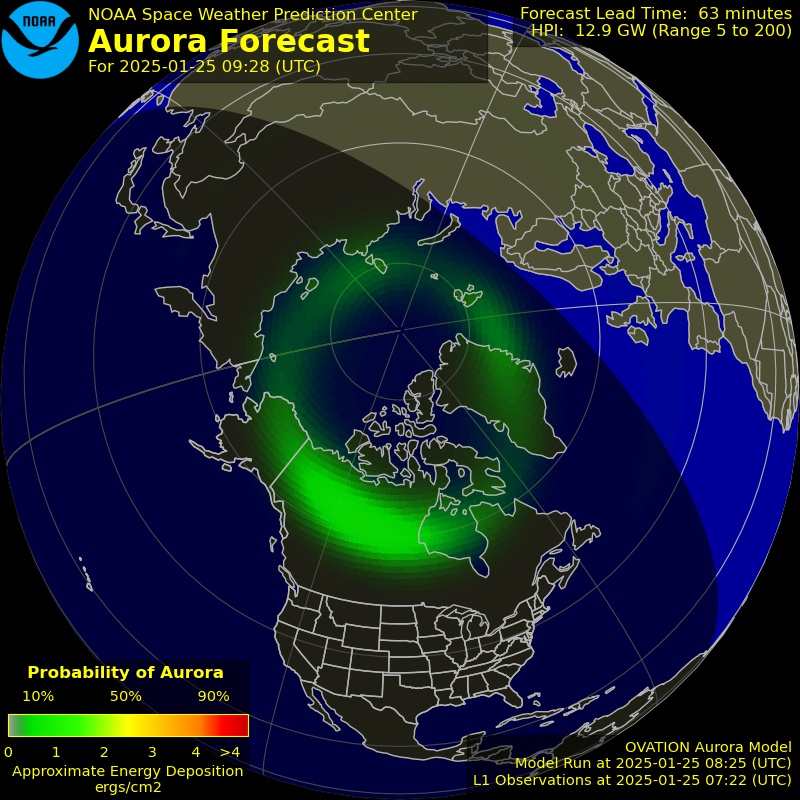 NOAA
NOAA Space Weather Prediction Center
Aurora Forecast
For 2025-01-25 09:28 (UTC)
Forecast Lead Time: 63 minutes
HPI: 12.9 GW (Range 5 to 200)
Probability of Aurora
10% 50% 90%
0 1 2 3 4 >4
Approximate Energy Deposition
ergs/cm2
OVATION Aurora Model
Model Run at 2025-01-25 08:25 (UTC)
L1 Observations at 2025-01-25 07:22 (UTC)